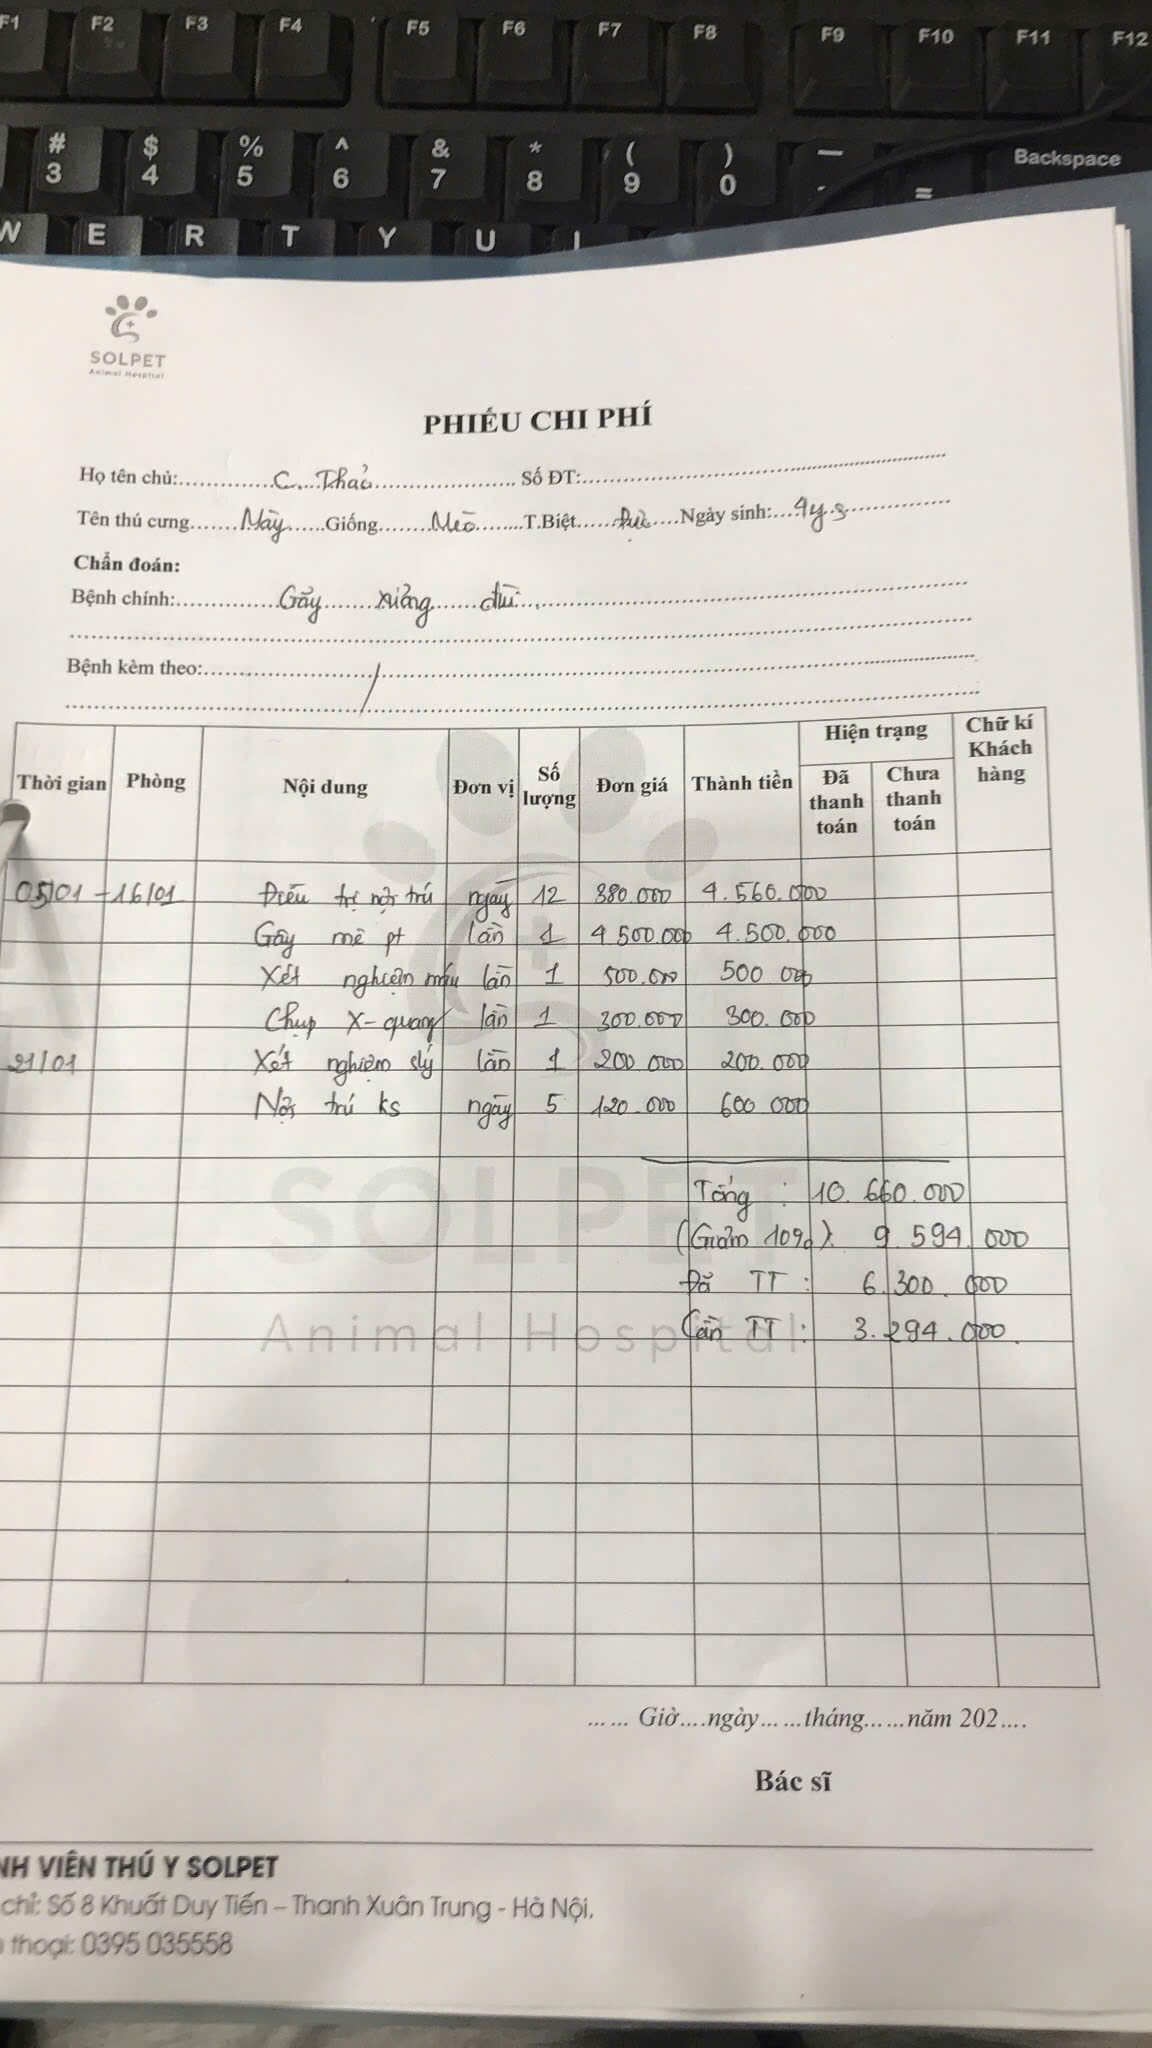 F1 F2 F3 F4 F5 F6 F7 F8 F9 F10 F11 F12
# $ % ^ & * ( ) — Backspace
3 4 5 6 7 8 9 0 - =
W E R T Y U I
SOLPET
Animal Hospital
PHIẾU CHI PHÍ
Họ tên chủ: C. Thảo Số ĐT:
Tên thú cưng Mày Giống Mèo T.Biệt Đực Ngày sinh: 4ys
Chẩn đoán:
Bệnh chính: Gãy xương đùi
Bệnh kèm theo: /
Thời gian Phòng Nội dung Đơn vị Số lượng Đơn giá Thành tiền Hiện trạng Đã thanh toán Chưa thanh toán Chữ kí Khách hàng
05/01 - 16/01 Điều trị nội trú ngày 12 380.000 4.560.000
Gây mê pt lần 1 4 500.000 4.500.000
Xét nghiệm máu lần 1 500.000 500 000
Chụp X-quang lần 1 300.000 300.000
21/01 Xét nghiệm slý lần 1 200 000 200.000
Nội trú ks ngày 5 120.000 600 000
Tổng : 10.660.000
(Giảm 10%): 9 594.000
Đã TT : 6.300.000
Cần TT : 3.294.000.
SOLPET
Animal Hospital
...... Giờ....ngày......tháng......năm 202....
Bác sĩ
NH VIÊN THÚ Y SOLPET
chỉ: Số 8 Khuất Duy Tiến – Thanh Xuân Trung - Hà Nội.
thoại: 0395 035558